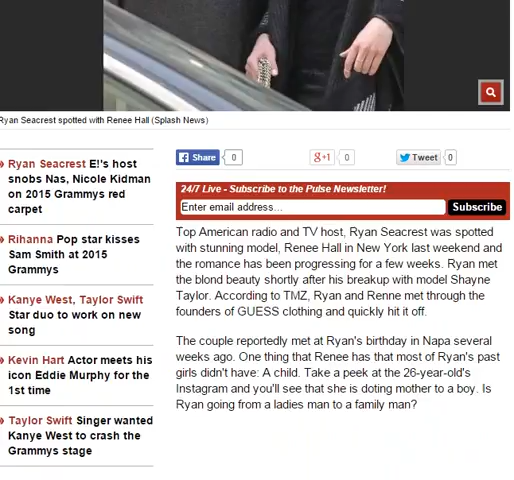 Ryan Seacrest spotted with Renee Hall (Splash News)
» Ryan Seacrest E!'s host
snobs Nas, Nicole Kidman
on 2015 Grammys red
carpet
» Rihanna Pop star kisses
Sam Smith at 2015
Grammys
» Kanye West, Taylor Swift
Star duo to work on new
song
» Kevin Hart Actor meets his
icon Eddie Murphy for the
1st time
» Taylor Swift Singer wanted
Kanye West to crash the
Grammys stage
Share 0
g+1 0
Tweet 0
24/7 Live - Subscribe to the Pulse Newsletter!
Enter email address... Subscribe
Top American radio and TV host, Ryan Seacrest was spotted
with stunning model, Renee Hall in New York last weekend and
the romance has been progressing for a few weeks. Ryan met
the blond beauty shortly after his breakup with model Shayne
Taylor. According to TMZ, Ryan and Renne met through the
founders of GUESS clothing and quickly hit it off.
The couple reportedly met at Ryan's birthday in Napa several
weeks ago. One thing that Renee has that most of Ryan's past
girls didn't have: A child. Take a peek at the 26-year-old's
Instagram and you'll see that she is doting mother to a boy. Is
Ryan going from a ladies man to a family man?